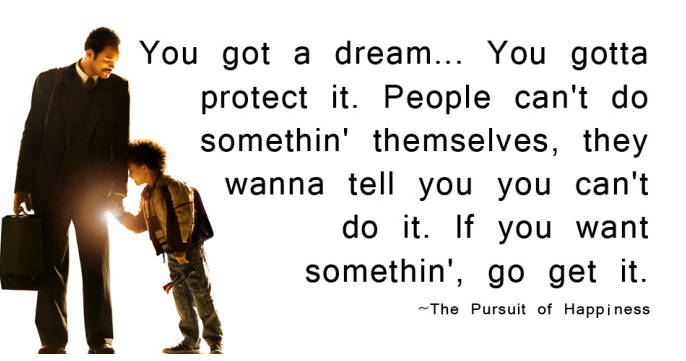 You got a dream... You gotta
protect it. People can't do
somethin' themselves, they
wanna tell you you can't
do it. If you want
somethin', go get it.
~The Pursuit of Happiness